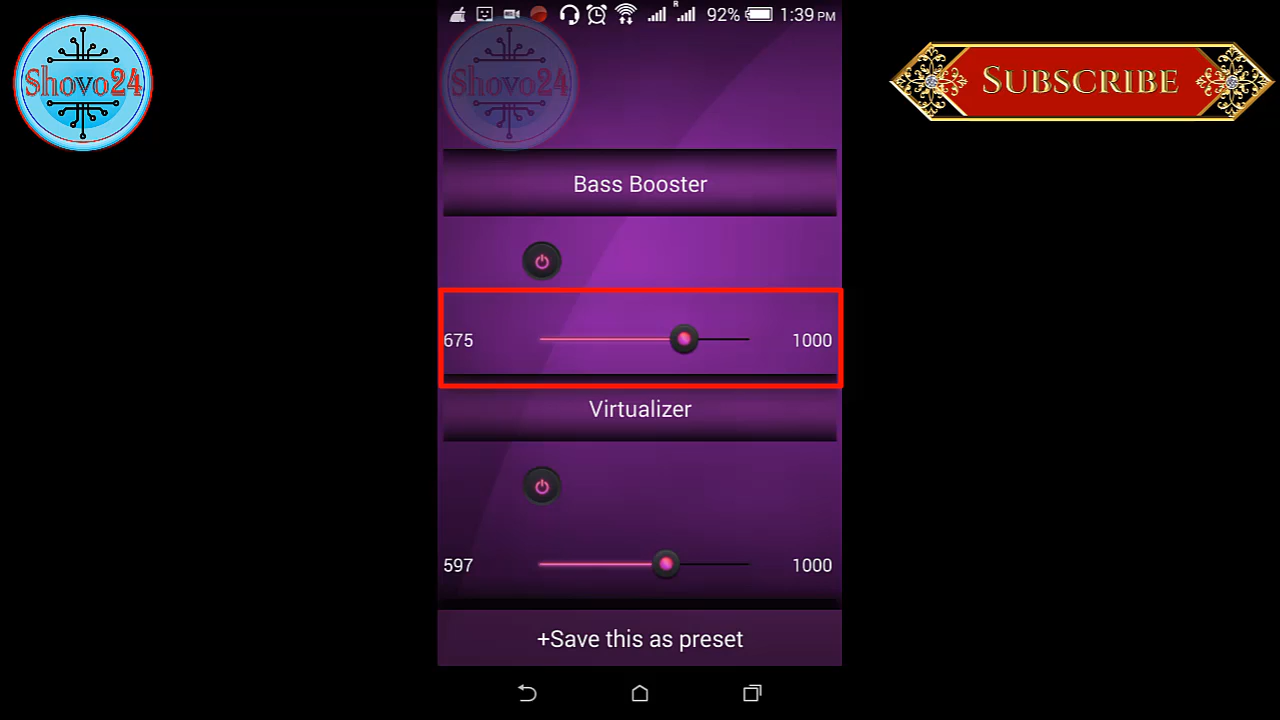 Shovo24
SUBSCRIBE
R
92%
1:39 PM
Shovo24
Bass Booster
675
1000
Virtualizer
597
1000
+Save this as preset